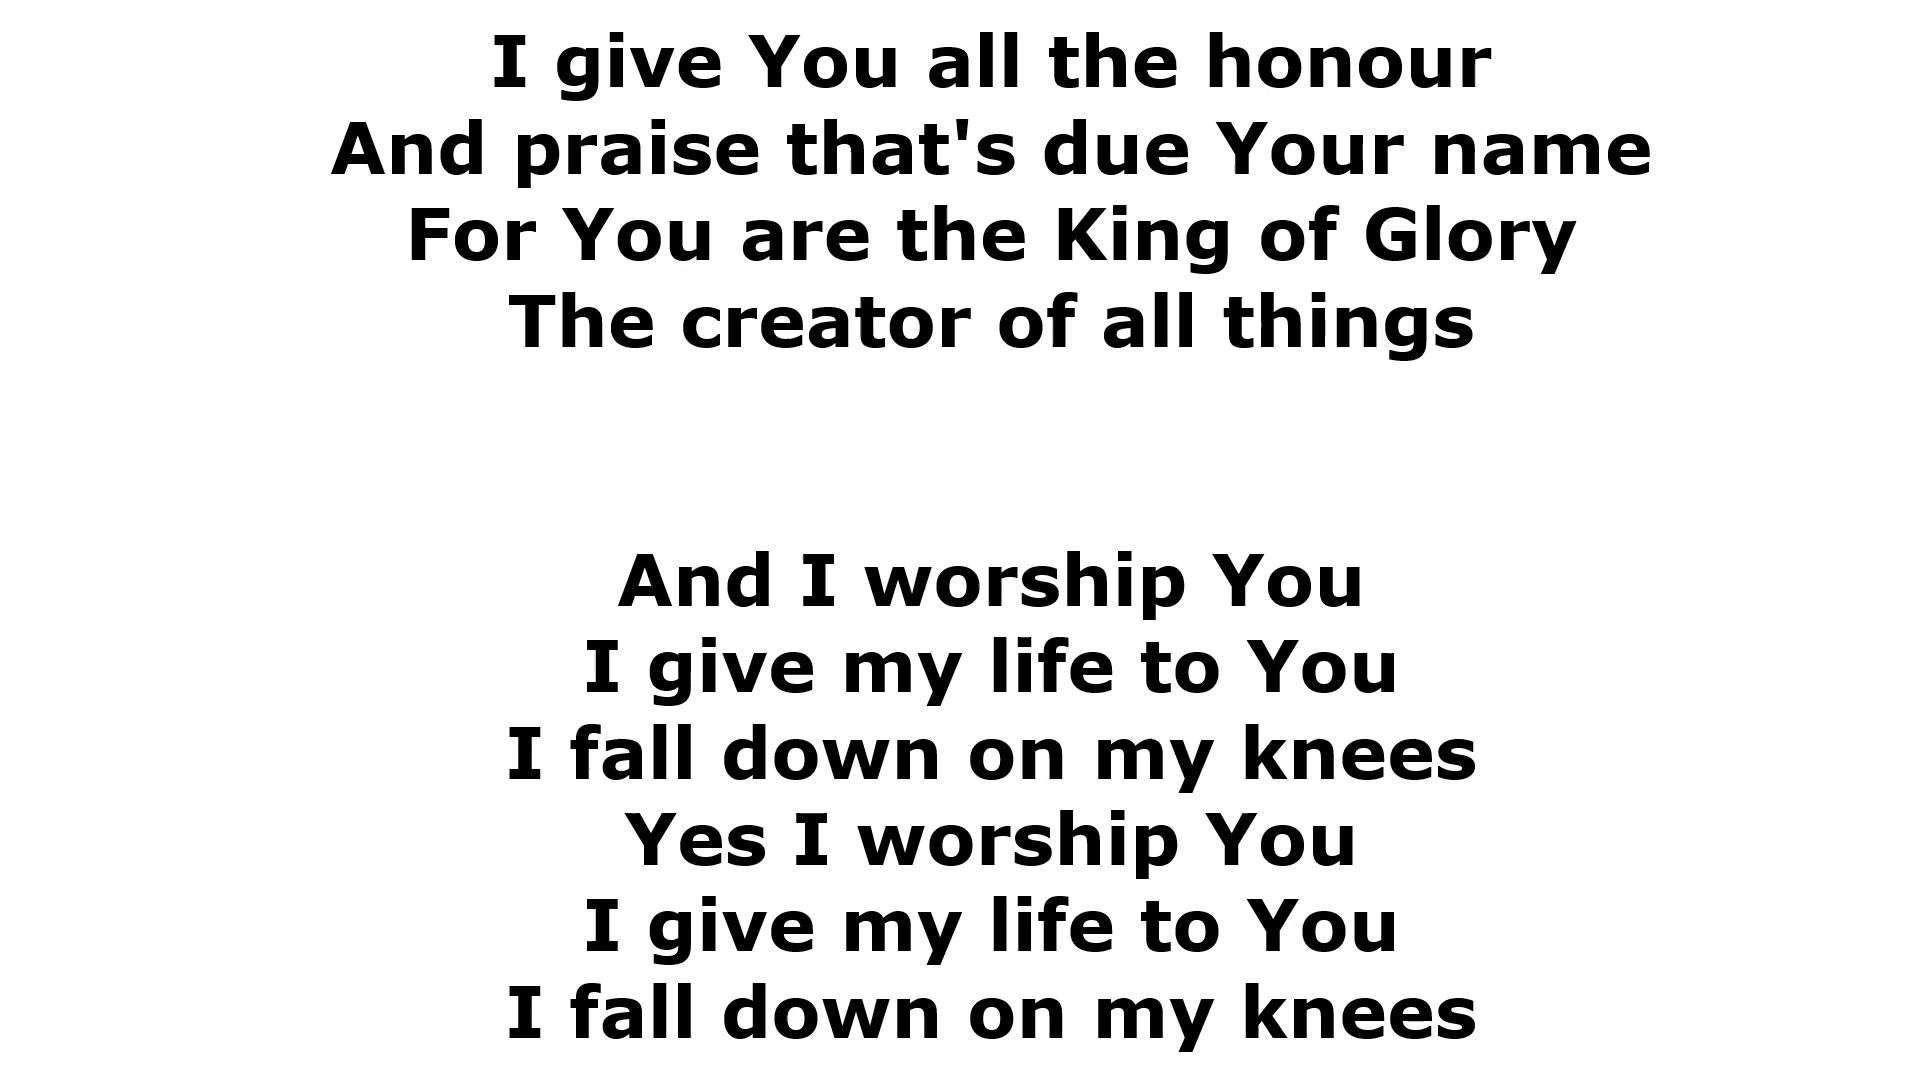 I give You all the honour
And praise that's due Your name
For You are the King of Glory
The creator of all things
And I worship You
I give my life to You
I fall down on my knees
Yes I worship You
I give my life to You
I fall down on my knees